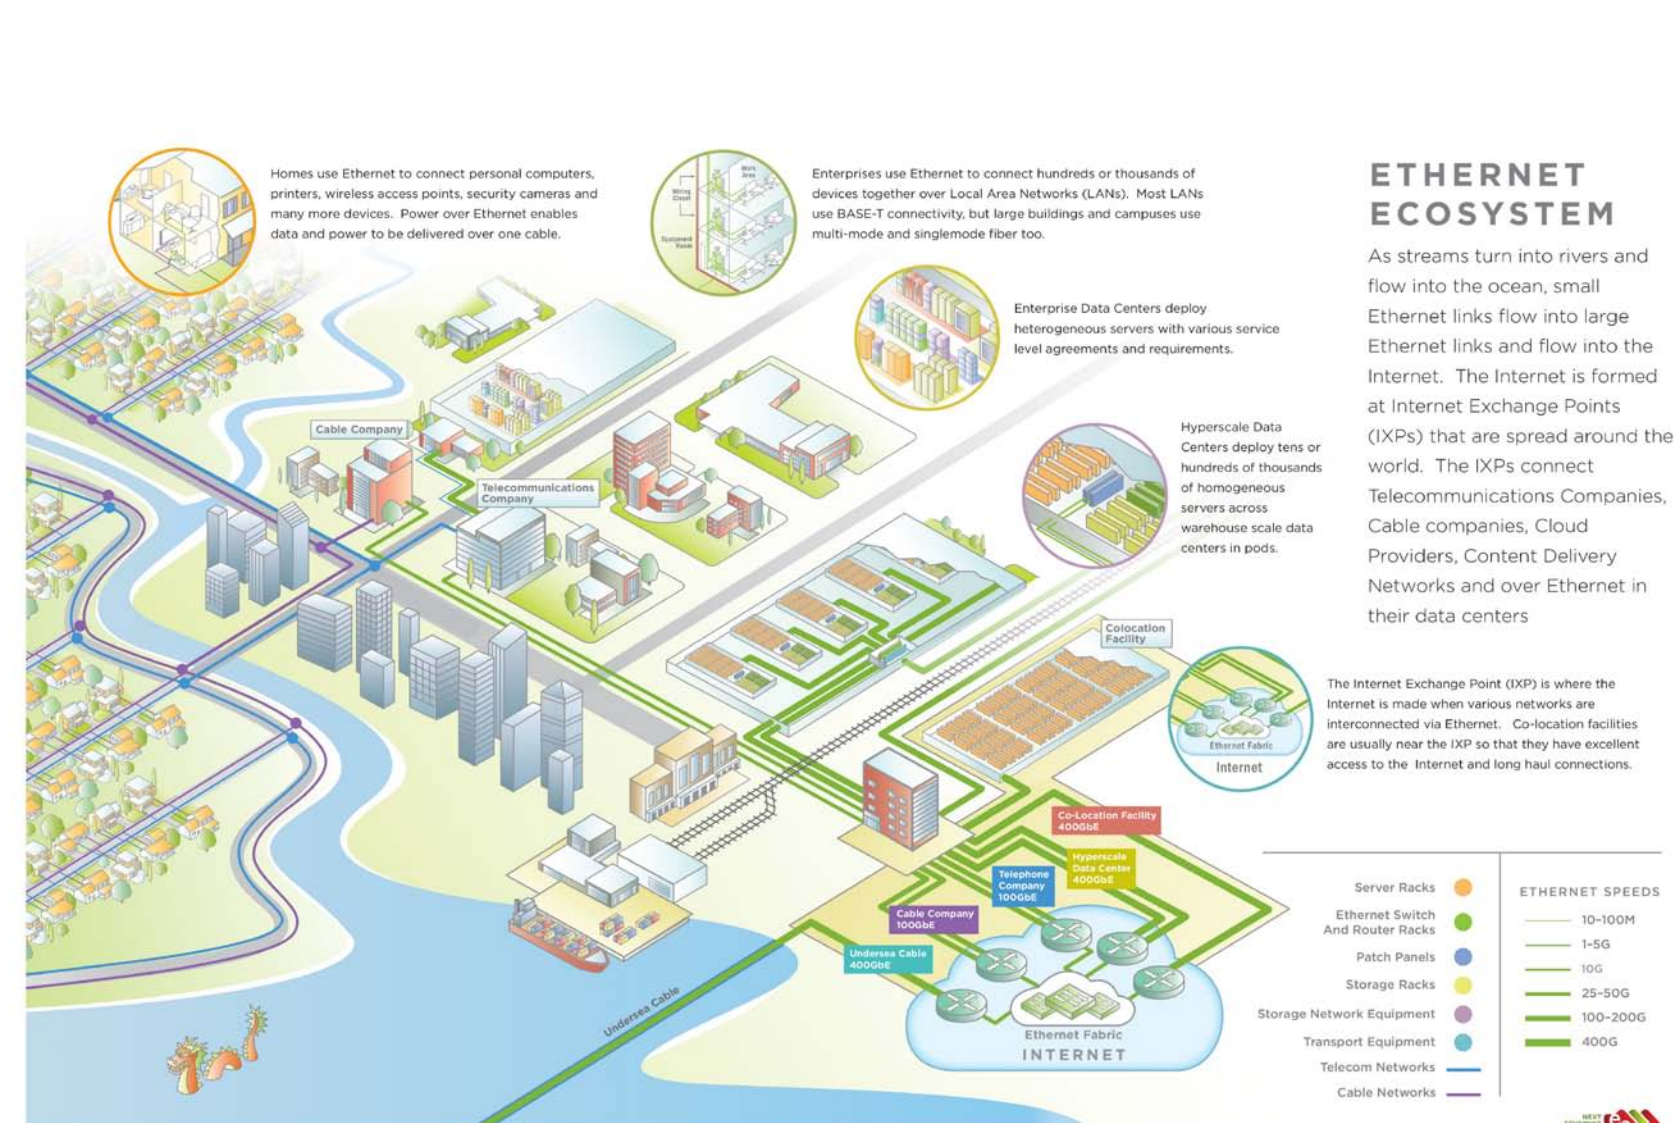 Homes use Ethernet to connect personal computers,
printers, wireless access points, security cameras and
many more devices. Power over Ethernet enables
data and power to be delivered over one cable.
Wiring
Closet
Equipment
Room
Work
Area
Enterprises use Ethernet to connect hundreds or thousands of
devices together over Local Area Networks (LANs). Most LANs
use BASE-T connectivity, but large buildings and campuses use
multi-mode and singlemode fiber too.
Enterprise Data Centers deploy
heterogeneous servers with various service
level agreements and requirements.
Hyperscale Data
Centers deploy tens or
hundreds of thousands
of homogeneous
servers across
warehouse scale data
centers in pods.
ETHERNET
ECOSYSTEM
As streams turn into rivers and
flow into the ocean, small
Ethernet links flow into large
Ethernet links and flow into the
Internet. The Internet is formed
at Internet Exchange Points
(IXPs) that are spread around the
world. The IXPs connect
Telecommunications Companies,
Cable companies, Cloud
Providers, Content Delivery
Networks and over Ethernet in
their data centers
Cable Company
Telecommunications
Company
Colocation
Facility
Ethernet Fabric
Internet
The Internet Exchange Point (IXP) is where the
Internet is made when various networks are
interconnected via Ethernet. Co-location facilities
are usually near the IXP so that they have excellent
access to the Internet and long haul connections.
Co-Location Facility
400GbE
Hyperscale
Data Center
400GbE
Telephone
Company
100GbE
Cable Company
100GbE
Undersea Cable
400GbE
Undersea Cable
Ethernet Fabric
INTERNET
Server Racks
Ethernet Switch
And Router Racks
Patch Panels
Storage Racks
Storage Network Equipment
Transport Equipment
Telecom Networks
Cable Networks
ETHERNET SPEEDS
10-100M
1-5G
10G
25-50G
100-200G
400G
NEXT